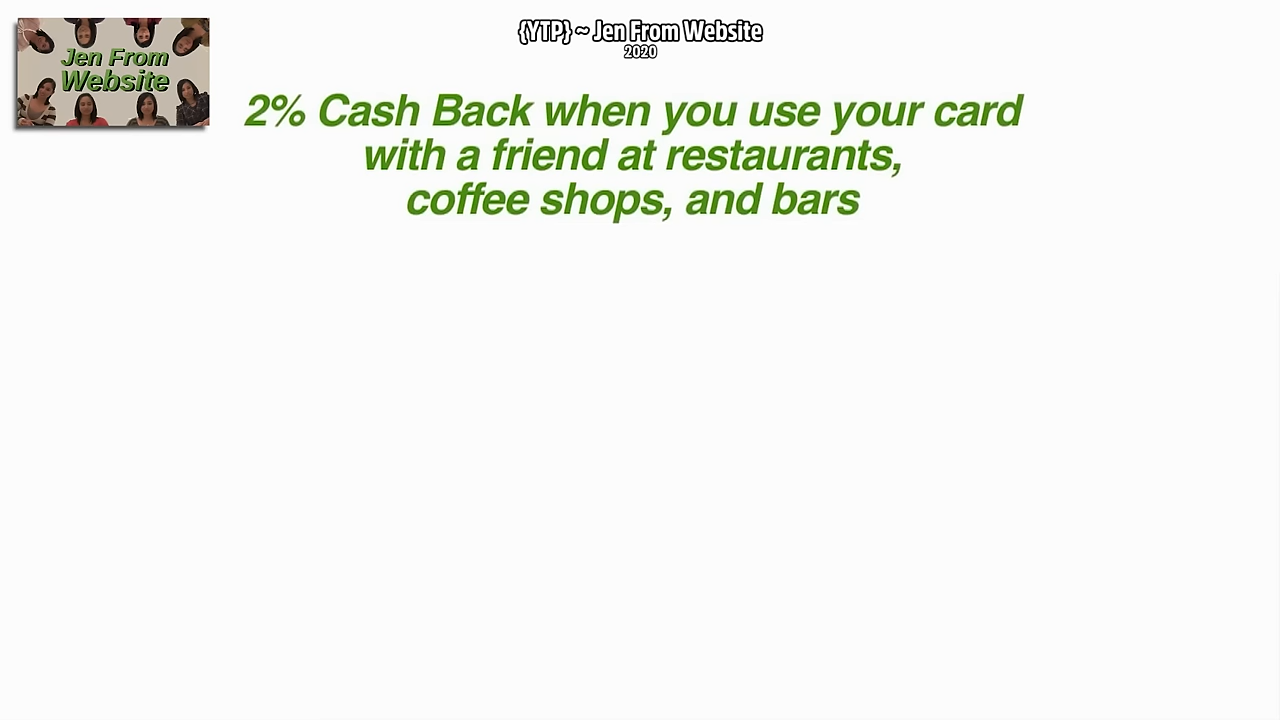 {YTP} ~ Jen From Website
2020
Jen From
Website
2% Cash Back when you use your card
with a friend at restaurants,
coffee shops, and bars